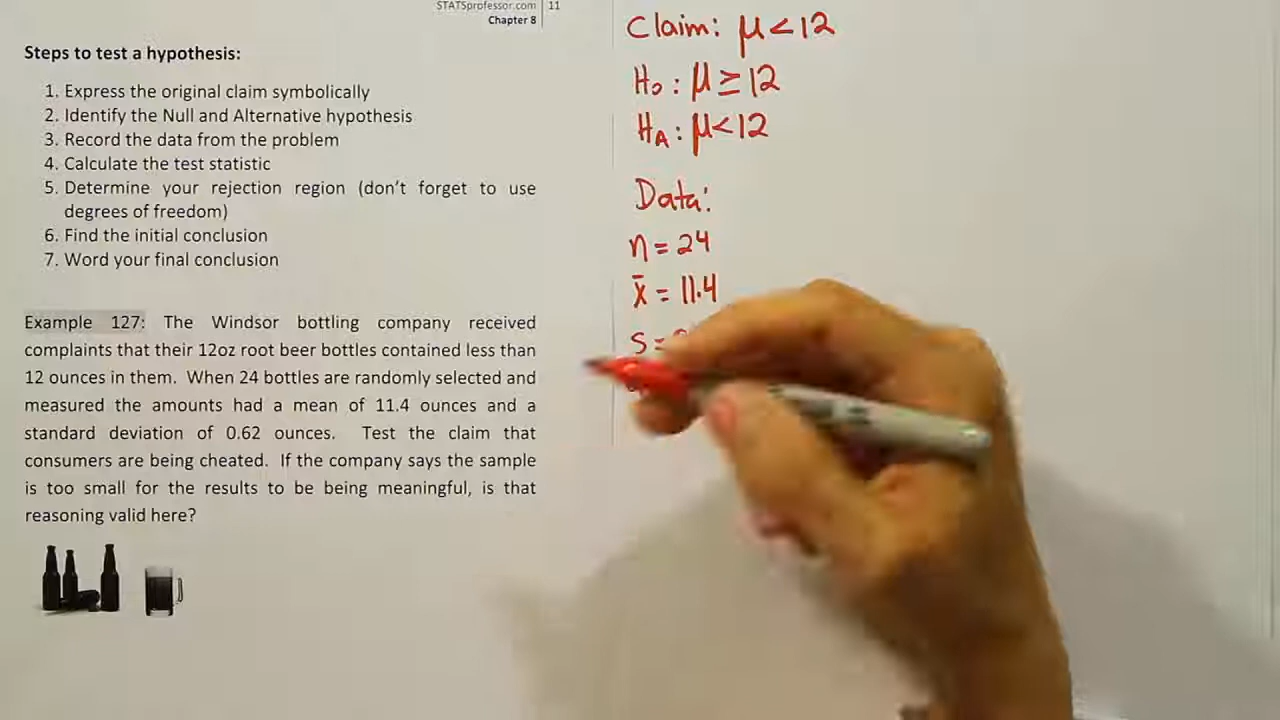 STATSprofessor.com 11
Chapter 8
Steps to test a hypothesis:
1. Express the original claim symbolically
2. Identify the Null and Alternative hypothesis
3. Record the data from the problem
4. Calculate the test statistic
5. Determine your rejection region (don't forget to use
degrees of freedom)
6. Find the initial conclusion
7. Word your final conclusion
Example 127: The Windsor bottling company received
complaints that their 12oz root beer bottles contained less than
12 ounces in them. When 24 bottles are randomly selected and
measured the amounts had a mean of 11.4 ounces and a
standard deviation of 0.62 ounces. Test the claim that
consumers are being cheated. If the company says the sample
is too small for the results to be being meaningful, is that
reasoning valid here?
Claim: μ < 12
H₀ : μ ≥ 12
H_A : μ < 12
Data:
n = 24
x̄ = 11.4
s =